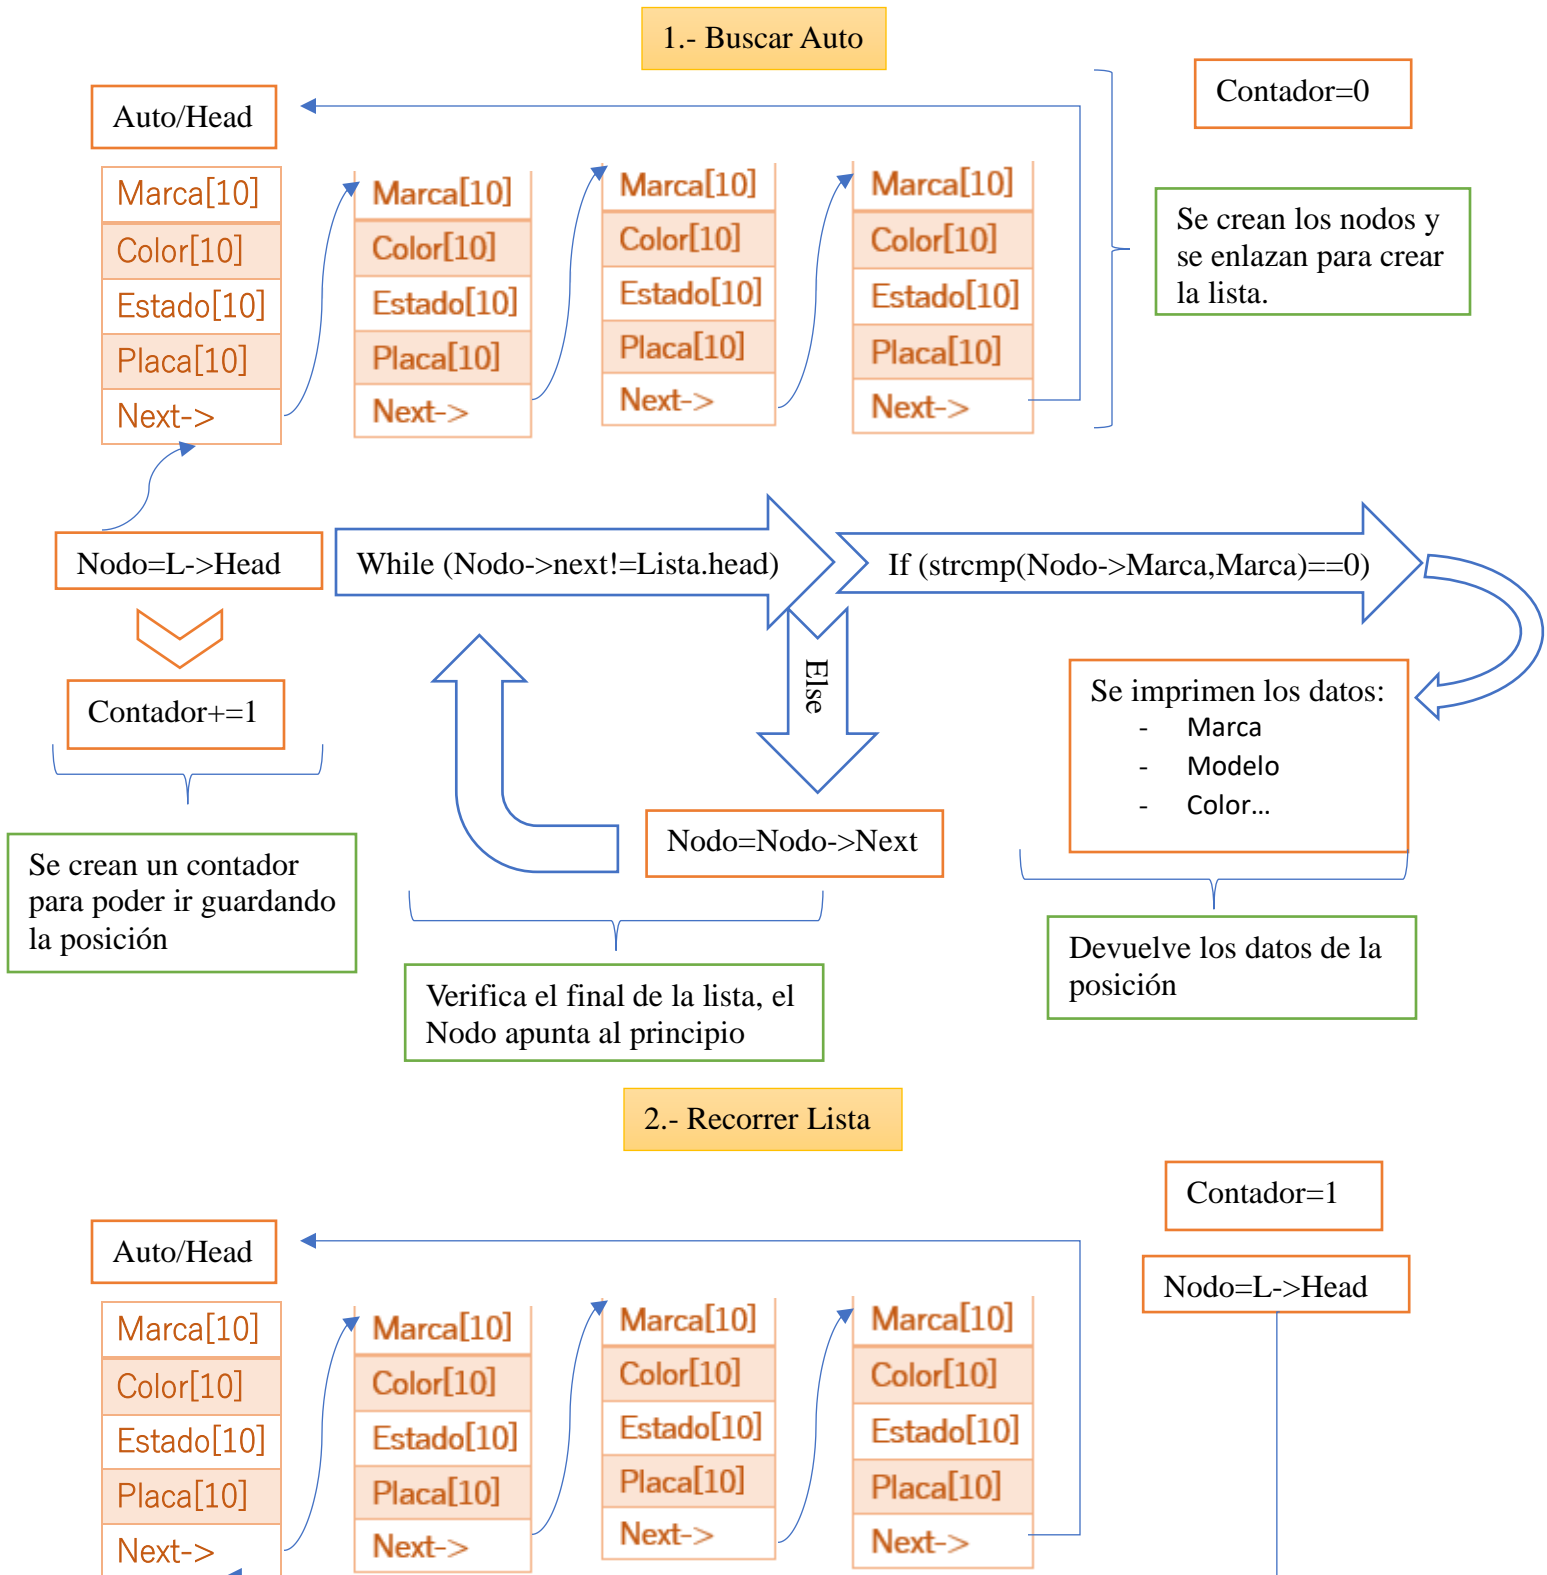 1.- Buscar Auto
Contador=0
Auto/Head
Marca[10]
Color[10]
Estado[10]
Placa[10]
Next->
Marca[10]
Color[10]
Estado[10]
Placa[10]
Next->
Marca[10]
Color[10]
Estado[10]
Placa[10]
Next->
Marca[10]
Color[10]
Estado[10]
Placa[10]
Next->
Se crean los nodos y
se enlazan para crear
la lista.
Nodo=L->Head
While (Nodo->next!=Lista.head)
If (strcmp(Nodo->Marca,Marca)==0)
Else
Contador+=1
Se imprimen los datos:
- Marca
- Modelo
- Color...
Nodo=Nodo->Next
Se crean un contador
para poder ir guardando
la posición
Devuelve los datos de la
posición
Verifica el final de la lista, el
Nodo apunta al principio
2.- Recorrer Lista
Contador=1
Auto/Head
Nodo=L->Head
Marca[10]
Color[10]
Estado[10]
Placa[10]
Next->
Marca[10]
Color[10]
Estado[10]
Placa[10]
Next->
Marca[10]
Color[10]
Estado[10]
Placa[10]
Next->
Marca[10]
Color[10]
Estado[10]
Placa[10]
Next->